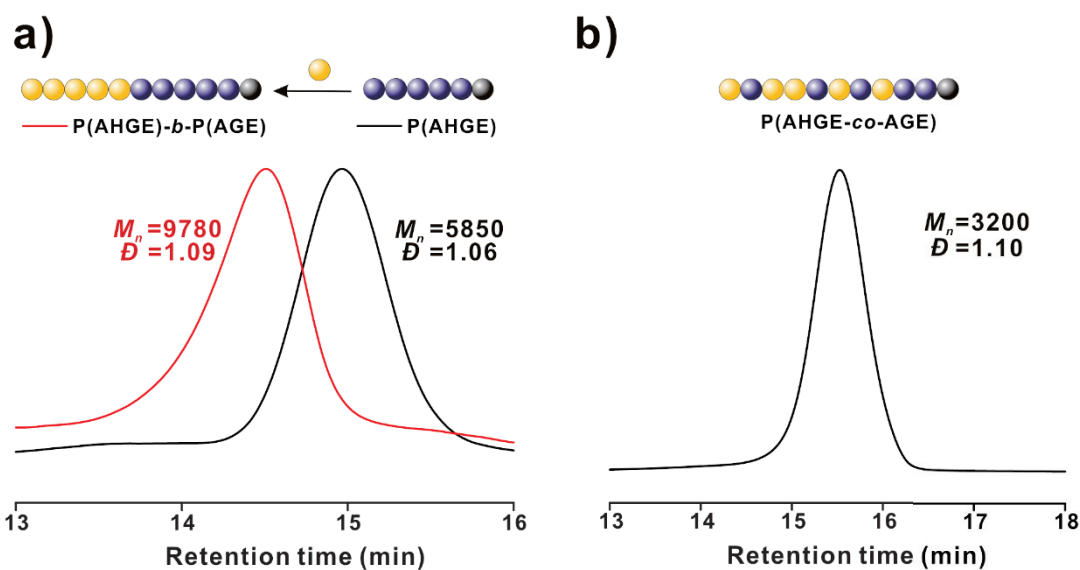 a)
P(AHGE)-b-P(AGE)
P(AHGE)
Mn=9780
Đ=1.09
Mn=5850
Đ=1.06
13 14 15 16
Retention time (min)
b)
P(AHGE-co-AGE)
Mn=3200
Đ=1.10
13 14 15 16 17 18
Retention time (min)